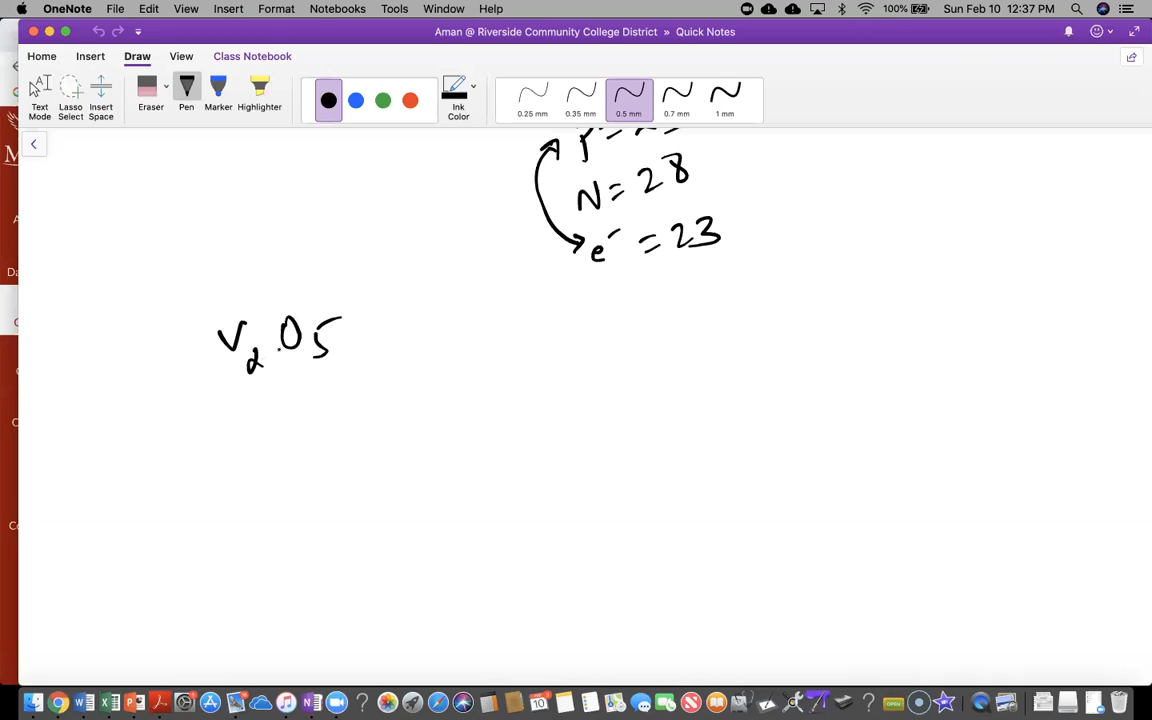 OneNote File Edit View Insert Format Notebooks Tools Window Help 100% Sun Feb 10 12:37 PM
Aman @ Riverside Community College District » Quick Notes
Home Insert Draw View Class Notebook
Text Mode Lasso Select Insert Space Eraser Pen Marker Highlighter Ink Color 0.25 mm 0.35 mm 0.5 mm 0.7 mm 1 mm
N = 28
e⁻ = 23
V₂O5